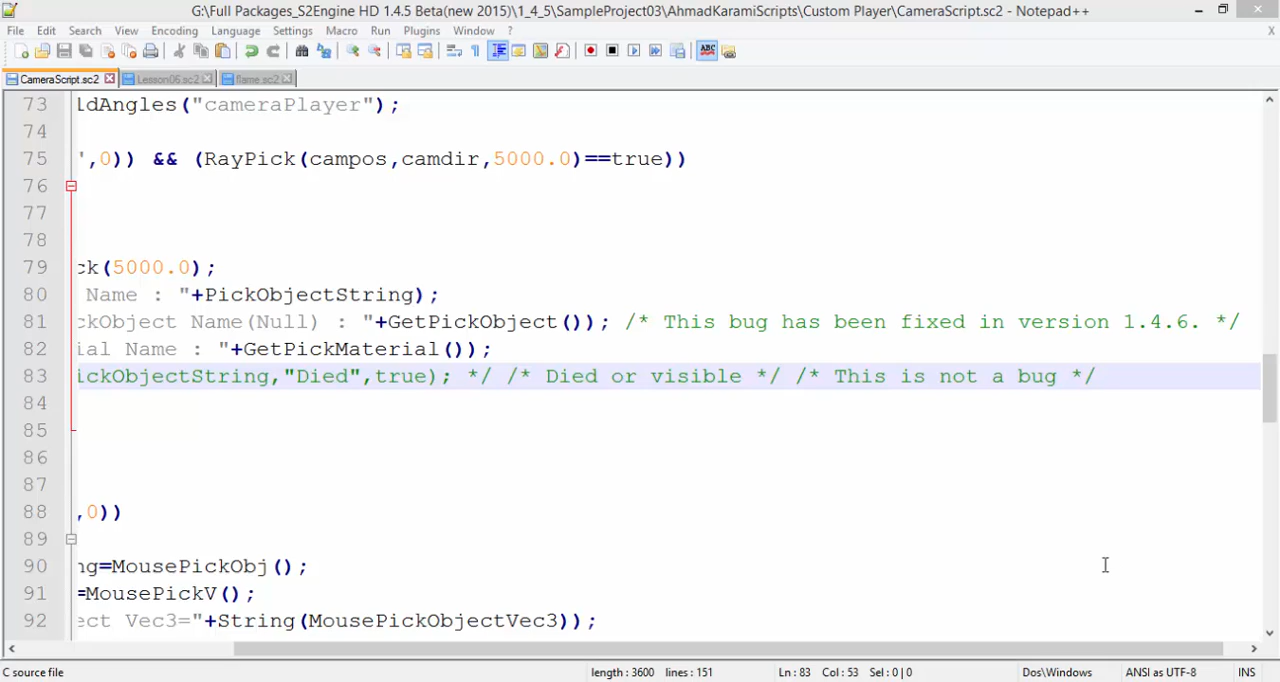 G:\Full Packages_S2Engine HD 1.4.5 Beta(new 2015)\1_4_5\SampleProject03\AhmadKaramiScripts\Custom Player\CameraScript.sc2 - Notepad++
File Edit Search View Encoding Language Settings Macro Run Plugins Window ? X
CameraScript.sc2 Lesson06.sc2 flame.sc2
73 ldAngles("cameraPlayer");
74
75 ',0)) && (RayPick(campos,camdir,5000.0)==true))
76
77
78
79 ck(5000.0);
80 Name : "+PickObjectString);
81 ckObject Name(Null) : "+GetPickObject()); /* This bug has been fixed in version 1.4.6. */
82 ial Name : "+GetPickMaterial());
83 ickObjectString,"Died",true); */ /* Died or visible */ /* This is not a bug */
84
85
86
87
88 ,0))
89
90 ng=MousePickObj();
91 =MousePickV();
92 ect Vec3="+String(MousePickObjectVec3));
C source file length : 3600 lines : 151 Ln : 83 Col : 53 Sel : 0 | 0 Dos\Windows ANSI as UTF-8 INS